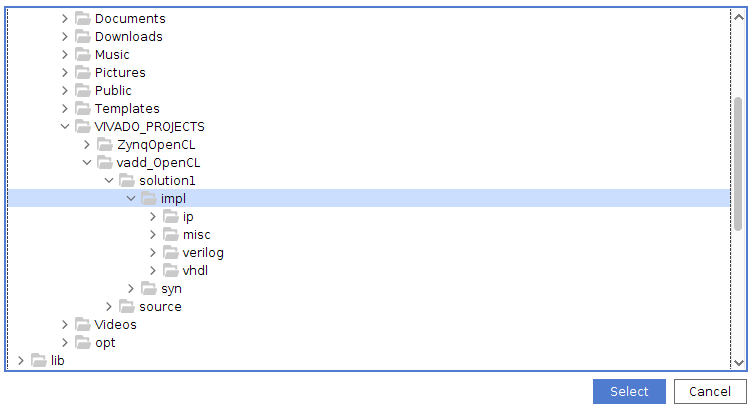 Documents
Downloads
Music
Pictures
Public
Templates
VIVADO_PROJECTS
ZynqOpenCL
vadd_OpenCL
solution1
impl
ip
misc
verilog
vhdl
syn
source
Videos
opt
lib
Select Cancel